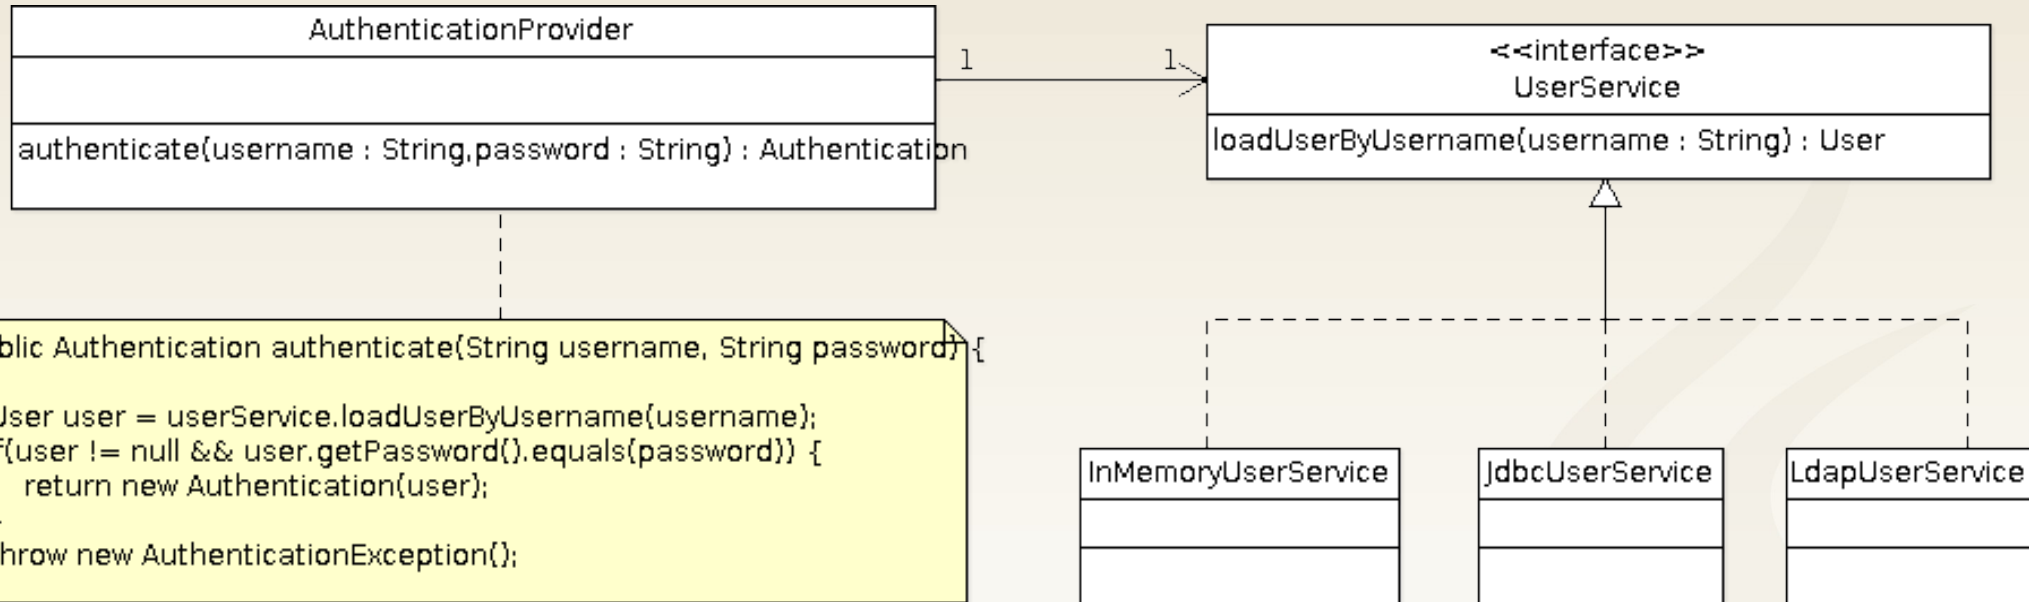 AuthenticationProvider
authenticate(username : String,password : String) : Authentication
1
1
<<interface>>
UserService
loadUserByUsername(username : String) : User
blic Authentication authenticate(String username, String password) {
User user = userService.loadUserByUsername(username);
f(user != null && user.getPassword().equals(password)) {
return new Authentication(user);
hrow new AuthenticationException();
InMemoryUserService
JdbcUserService
LdapUserService